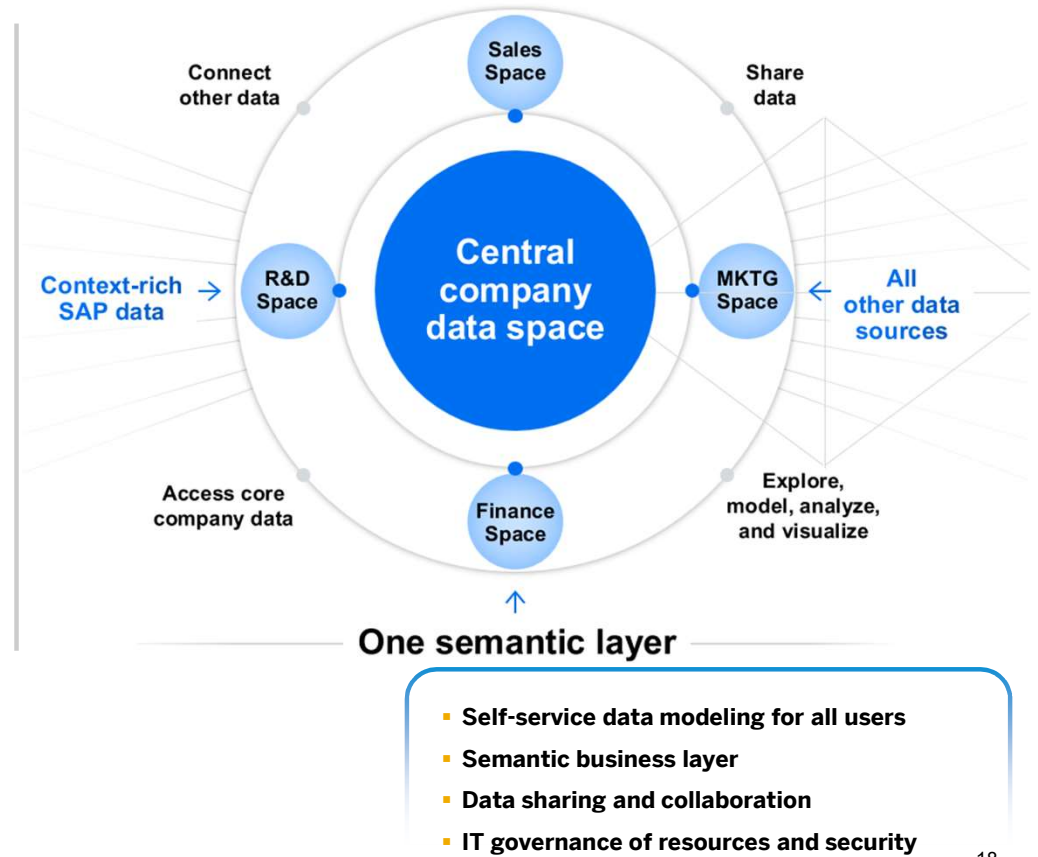 Sales
Space
Connect
other data
Share
data
Central
company
data space
R&D
Space
MKTG
Space
Context-rich
SAP data
All
other data
sources
Access core
company data
Finance
Space
Explore,
model, analyze,
and visualize
One semantic layer
▪ Self-service data modeling for all users
▪ Semantic business layer
▪ Data sharing and collaboration
▪ IT governance of resources and security